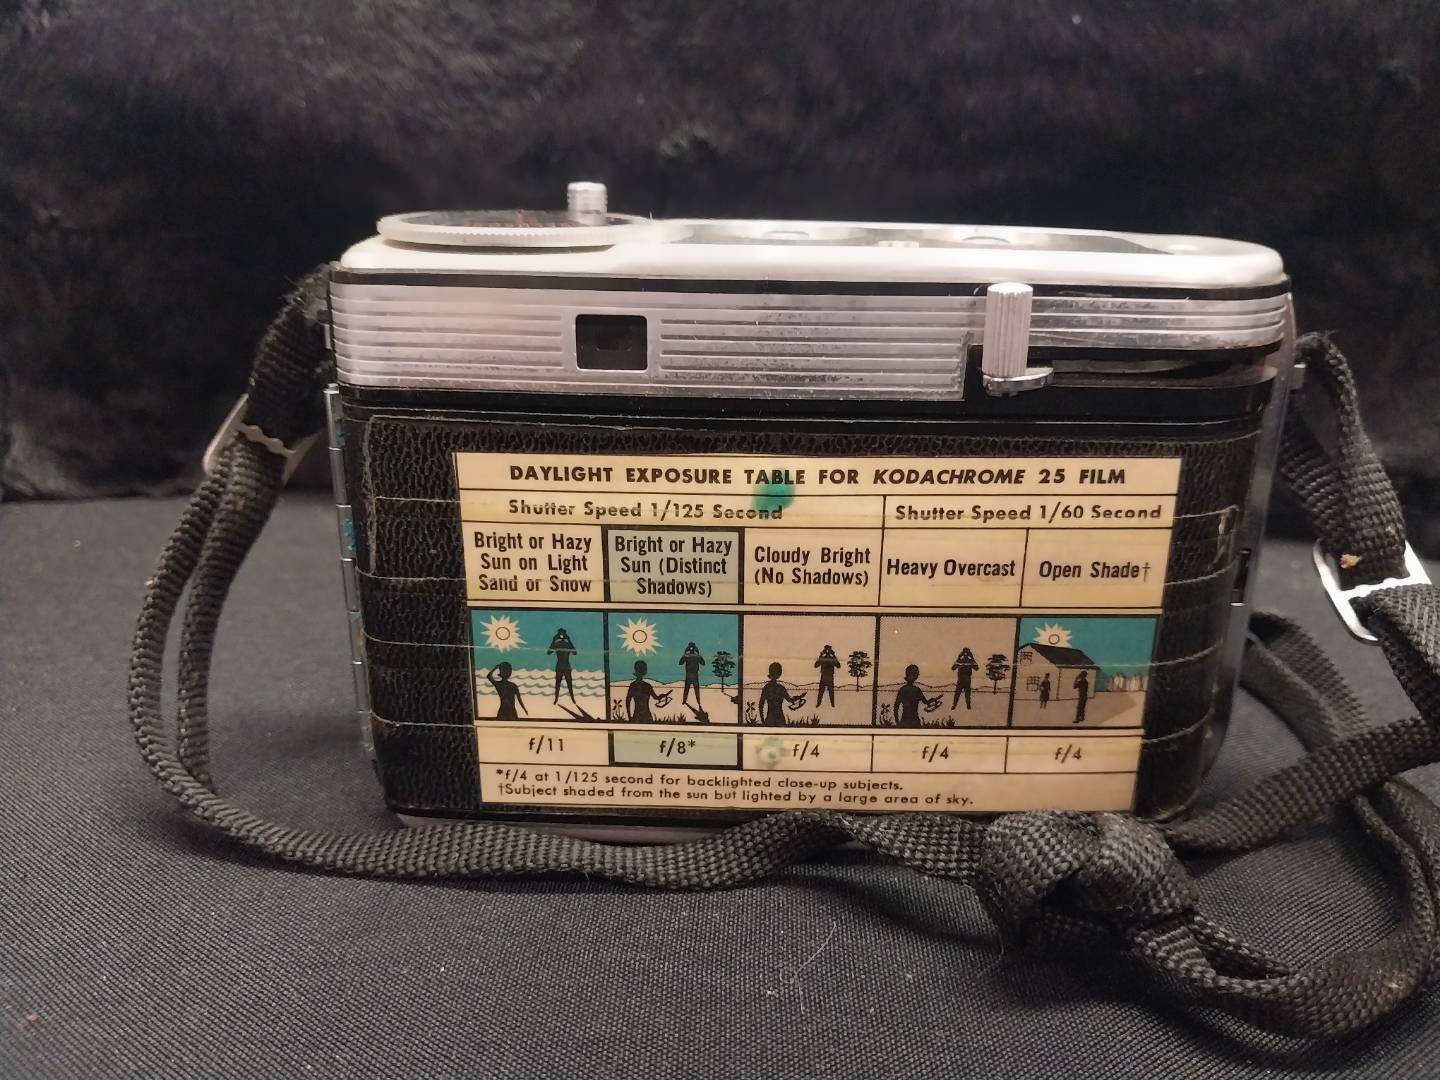 DAYLIGHT EXPOSURE TABLE FOR KODACHROME 25 FILM
Shutter Speed 1/125 Second
Shutter Speed 1/60 Second
Bright or Hazy
Sun on Light
Sand or Snow
Bright or Hazy
Sun (Distinct
Shadows)
Cloudy Bright
(No Shadows)
Heavy Overcast
Open Shade†
f/11
f/8*
f/4
f/4
f/4
*f/4 at 1/125 second for backlighted close-up subjects.
†Subject shaded from the sun but lighted by a large area of sky.